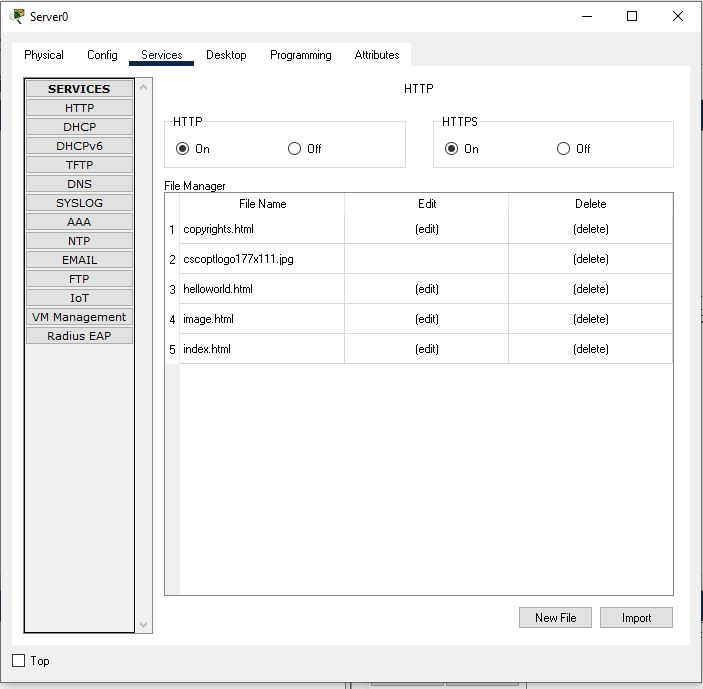 Server0
Physical Config Services Desktop Programming Attributes
SERVICES
HTTP
DHCP
DHCPv6
TFTP
DNS
SYSLOG
AAA
NTP
EMAIL
FTP
IoT
VM Management
Radius EAP
HTTP
HTTP
On Off
HTTPS
On Off
File Manager
File Name Edit Delete
1 copyrights.html (edit) (delete)
2 cscoptlogo177x111.jpg (delete)
3 helloworld.html (edit) (delete)
4 image.html (edit) (delete)
5 index.html (edit) (delete)
New File Import
Top